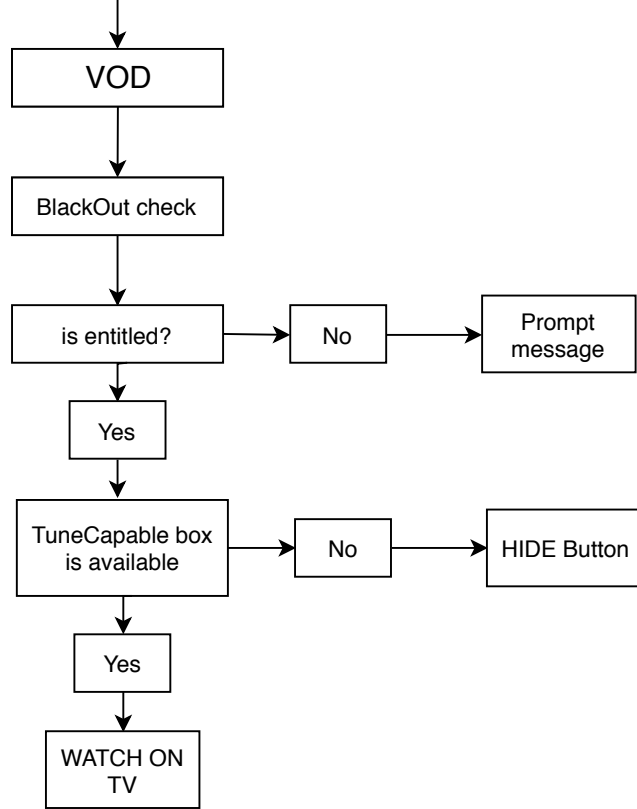 VOD
BlackOut check
is entitled?
No
Prompt
message
Yes
TuneCapable box
is available
No
HIDE Button
Yes
WATCH ON
TV